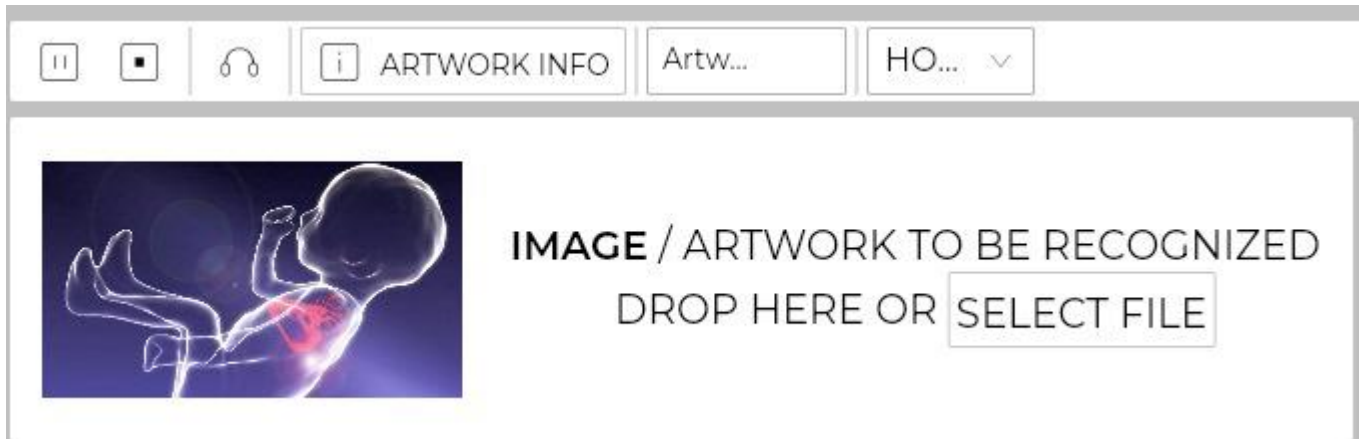 ARTWORK INFO Artw... HO...
IMAGE / ARTWORK TO BE RECOGNIZED
DROP HERE OR SELECT FILE